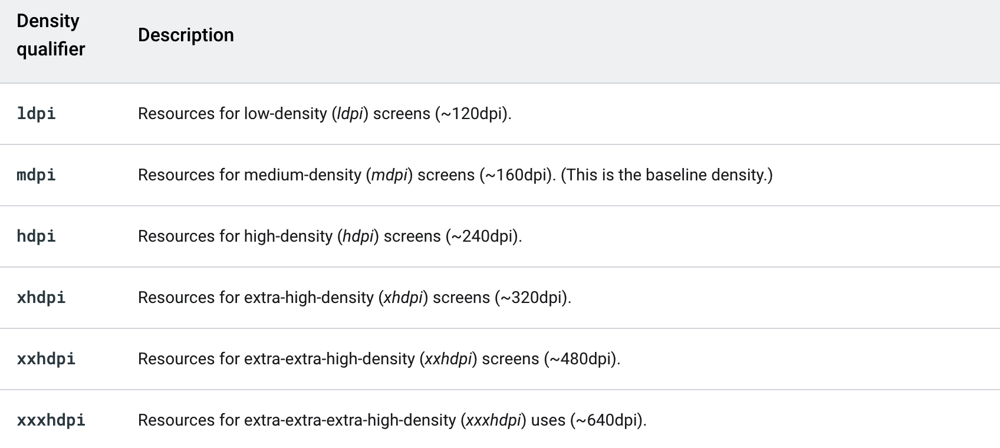 Density
qualifier
Description
ldpi
Resources for low-density (ldpi) screens (~120dpi).
mdpi
Resources for medium-density (mdpi) screens (~160dpi). (This is the baseline density.)
hdpi
Resources for high-density (hdpi) screens (~240dpi).
xhdpi
Resources for extra-high-density (xhdpi) screens (~320dpi).
xxhdpi
Resources for extra-extra-high-density (xxhdpi) screens (~480dpi).
xxxhdpi
Resources for extra-extra-extra-high-density (xxxhdpi) uses (~640dpi).